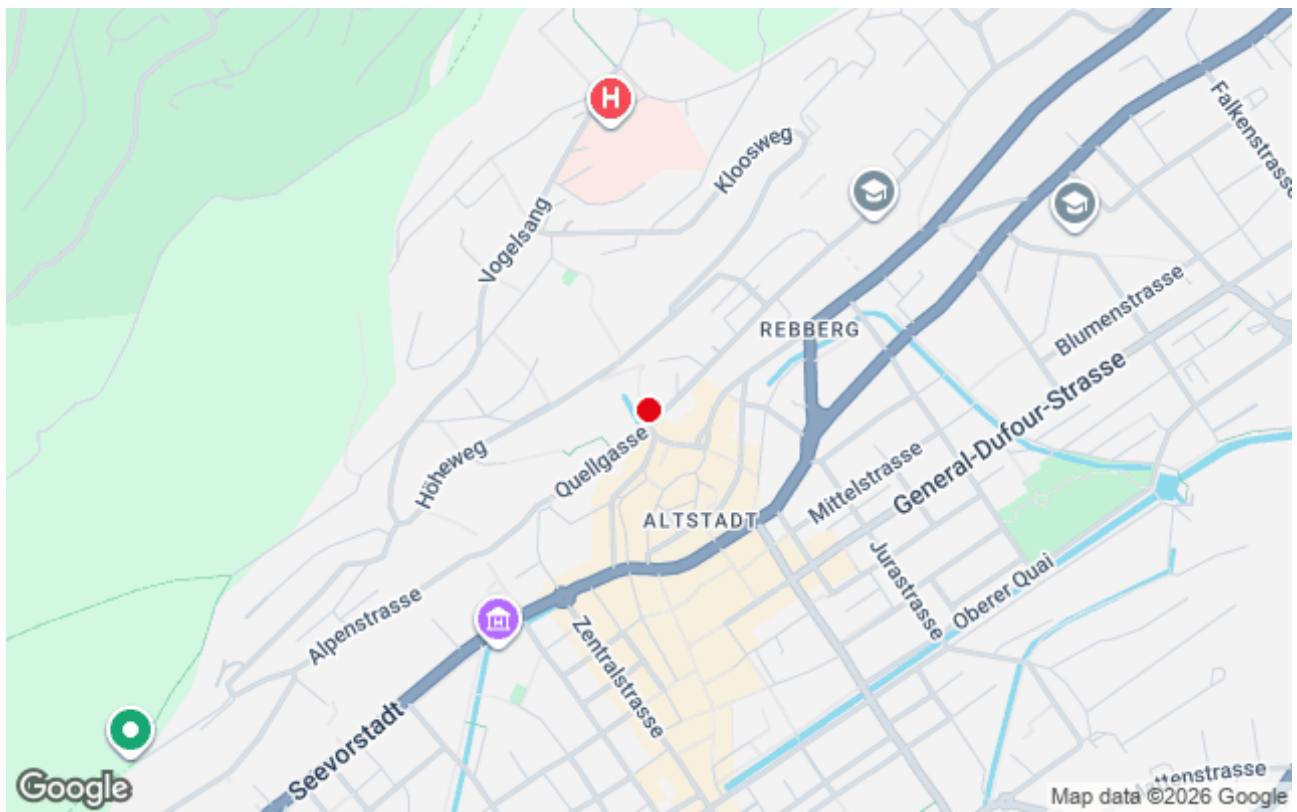 H
Kloosweg
Falkenstrasse
Vogelsang
REBBERG
Blumenstrasse
General-Dufour-Strasse
Höheweg
Quellgasse
Mittelstrasse
ALTSTADT
Jurastrasse
Oberer Quai
Alpenstrasse
Zentralstrasse
Seevorstadt
Google
Map data ©2026 Google